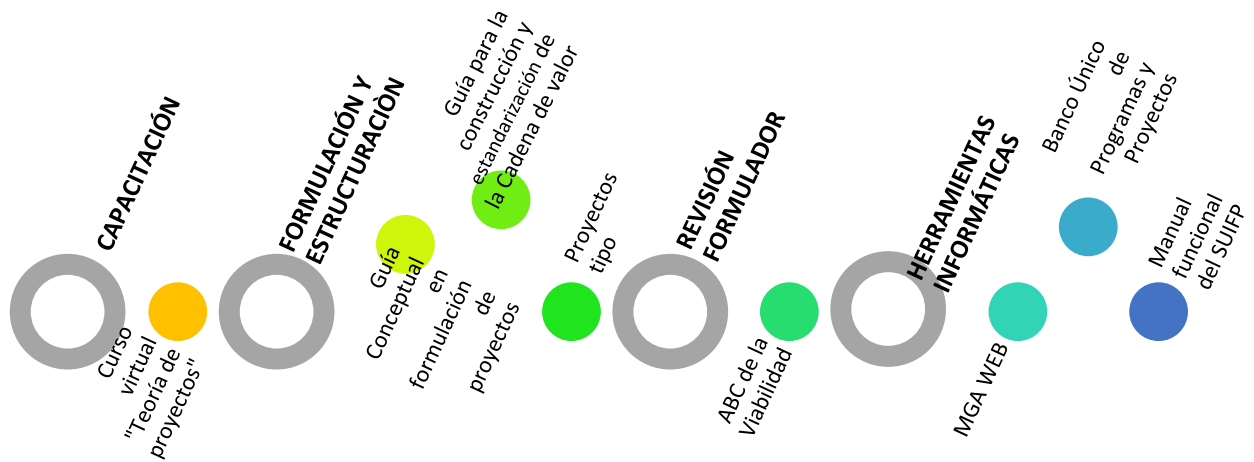 CAPACITACIÓN
Curso
virtual
"Teoría de
proyectos"
FORMULACIÓN Y
ESTRUCTURACIÒN
Guía
Conceptual
en
formulación
de
proyectos
Guía para la
construcción y
estandarización de
la Cadena de valor
Proyectos
tipo
REVISIÓN
FORMULADOR
ABC de la
Viabilidad
HERRAMIENTAS
INFORMÁTICAS
MGA WEB
Banco Único
de
Programas y
Proyectos
Manual
funcional
del SUIFP